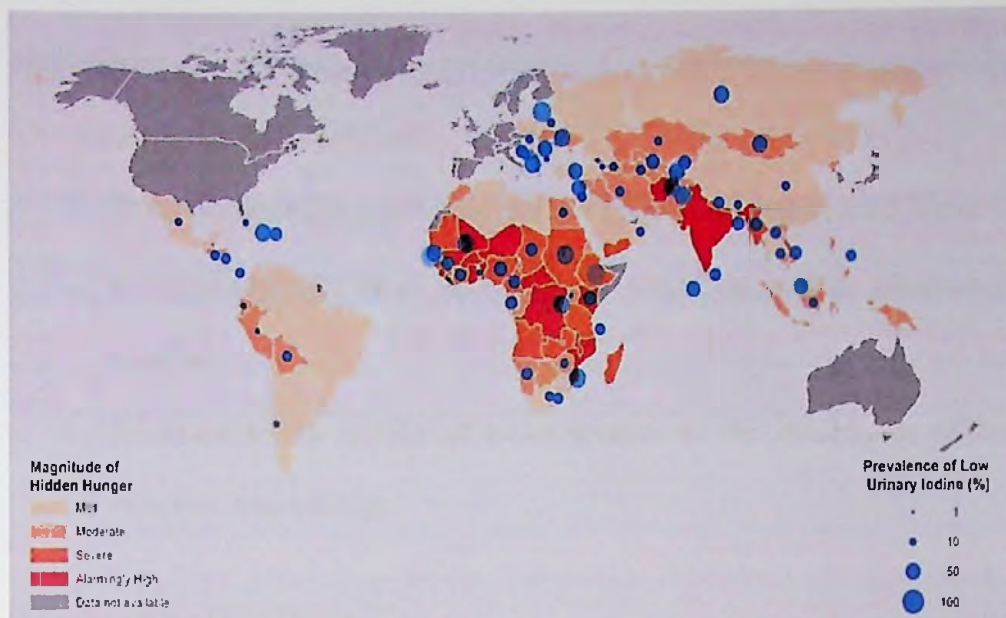 Magnitude of
Hidden Hunger
Mild
Moderate
Severe
Alarmingly High
Data not available
Prevalence of Low
Urinary Iodine (%)
1
10
50
100